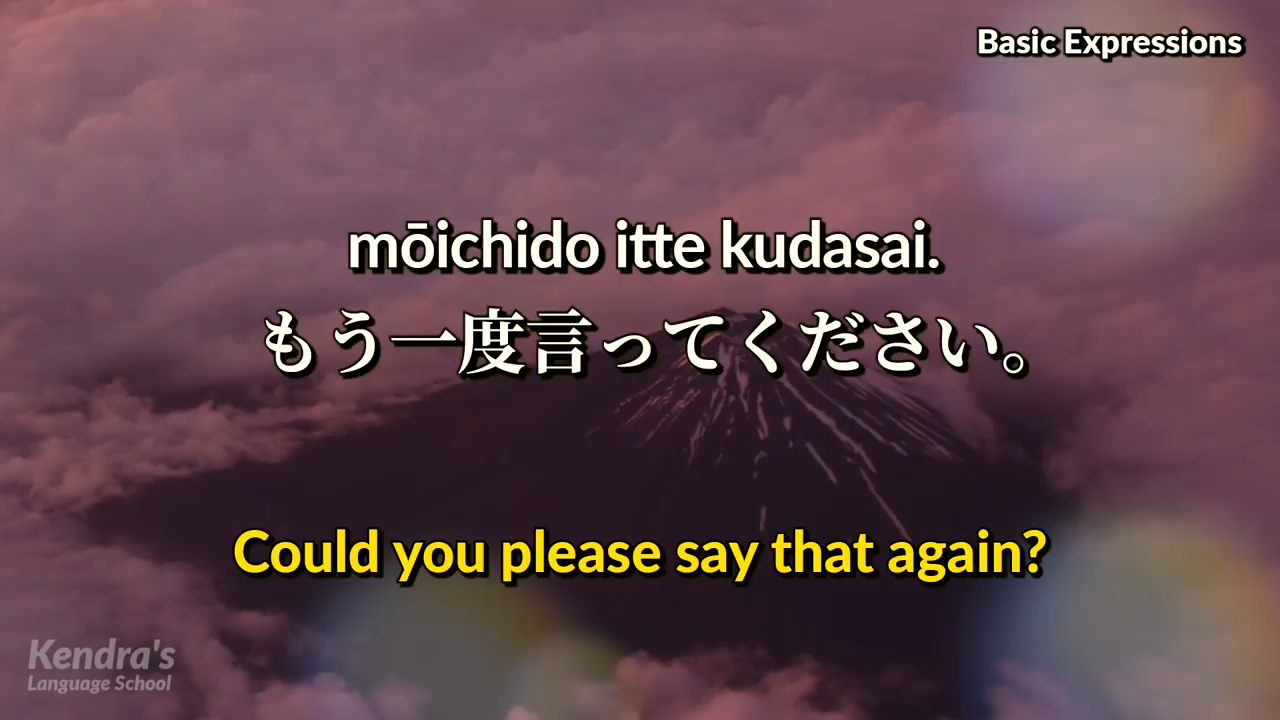 Basic Expressions
mōichido itte kudasai.
もう一度言ってください。
Could you please say that again?
Kendra's
Language School